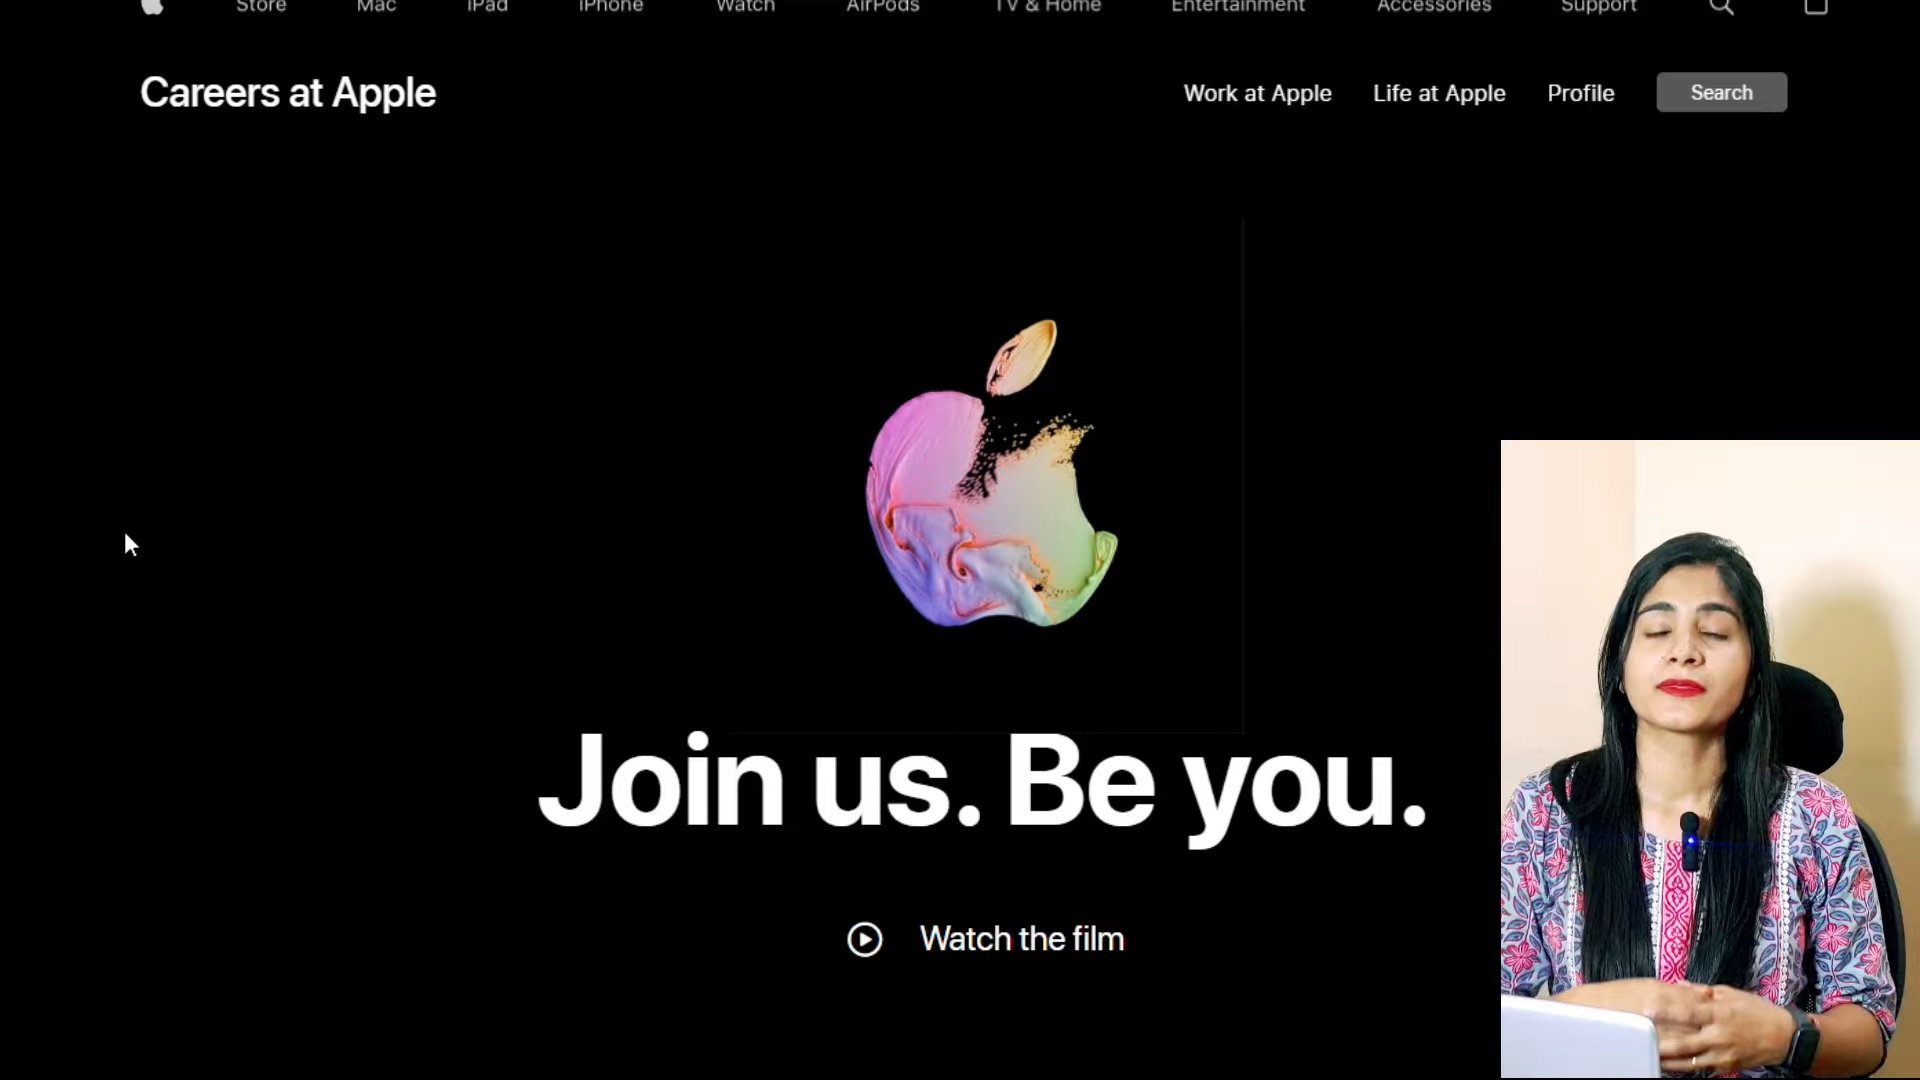 Store Mac iPad iPhone Watch AirPods TV & Home Entertainment Accessories Support
Careers at Apple Work at Apple Life at Apple Profile Search
Join us. Be you.
Watch the film